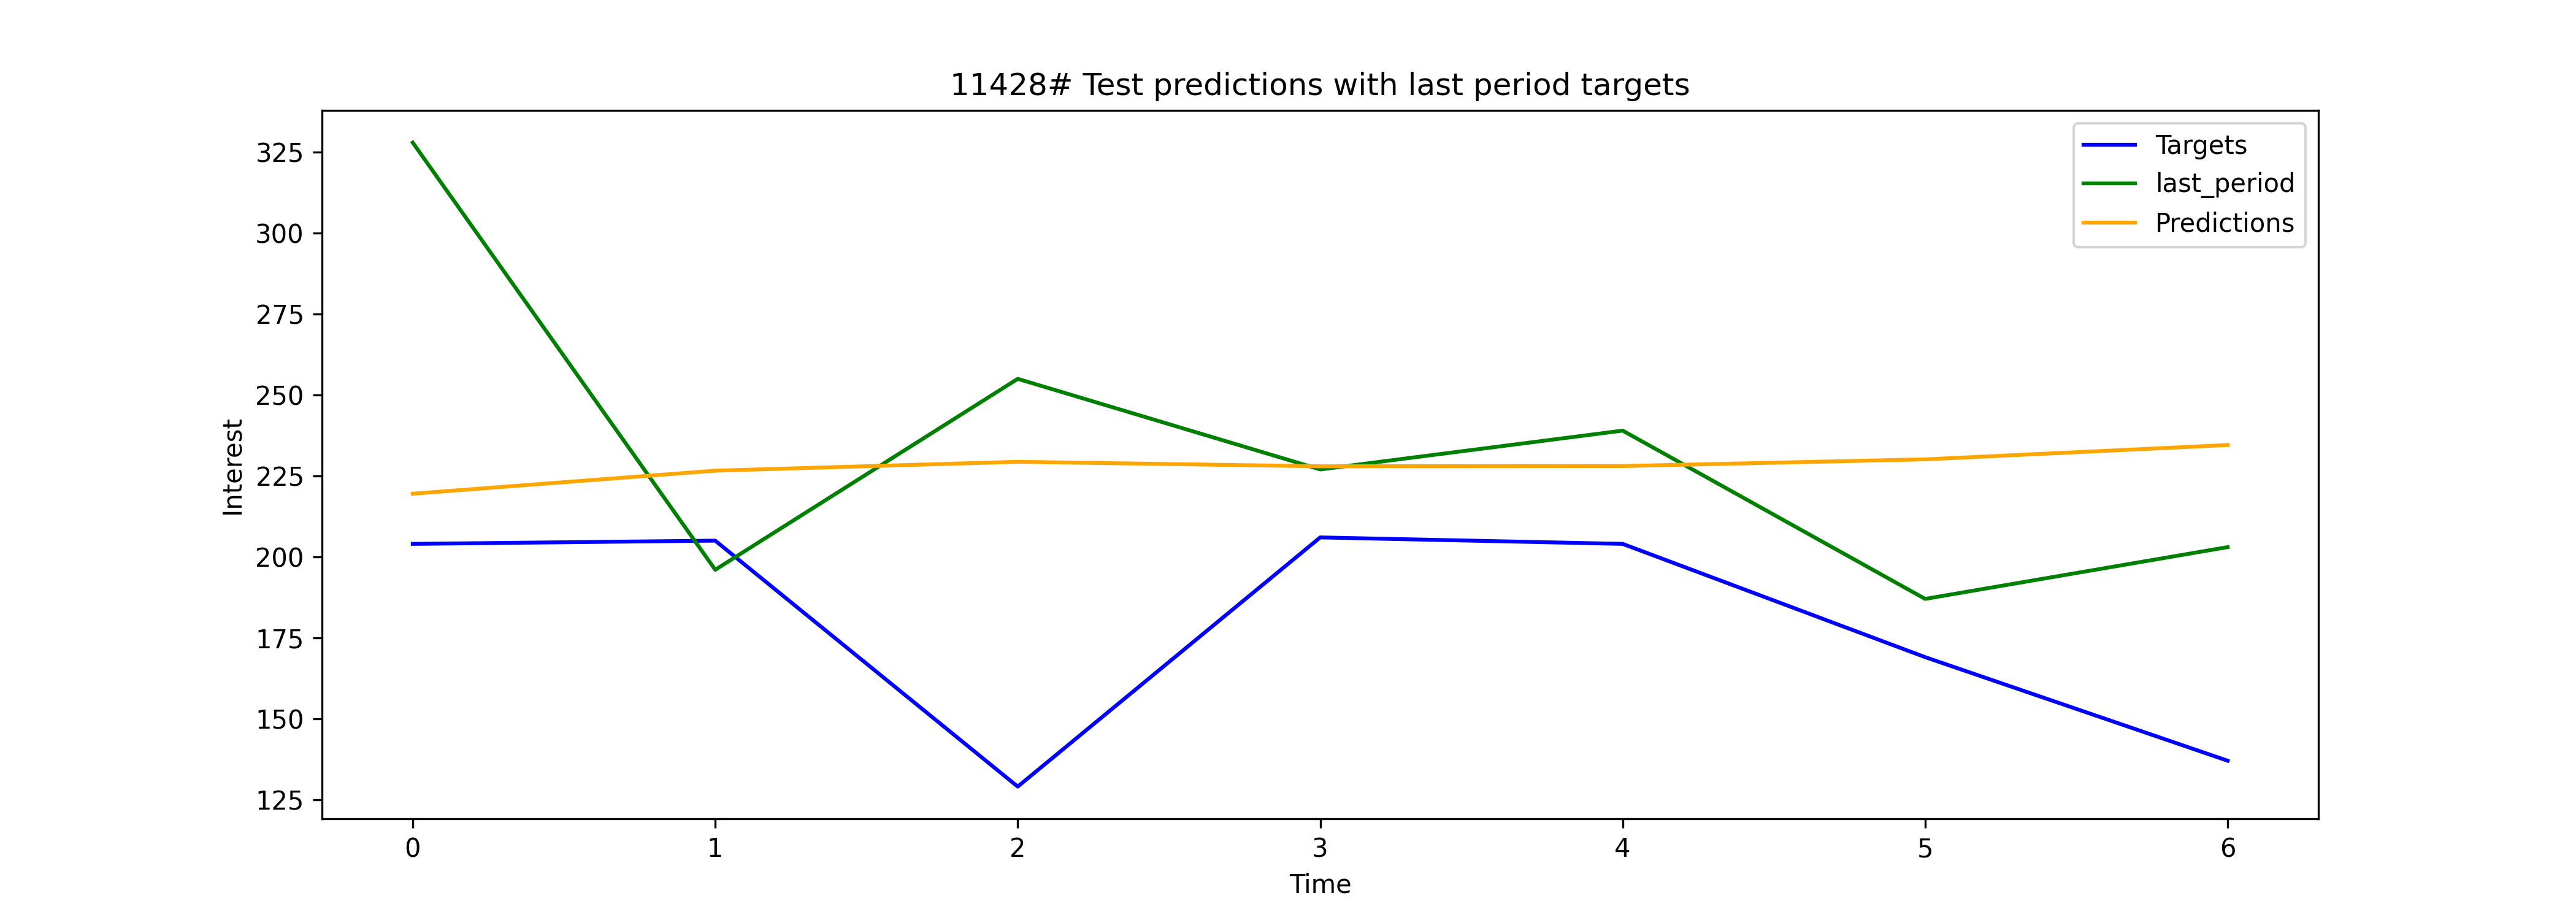 11428# Test predictions with last period targets
Targets
last_period
Predictions
325
300
275
250
225
200
175
150
125
Interest
0 1 2 3 4 5 6
Time